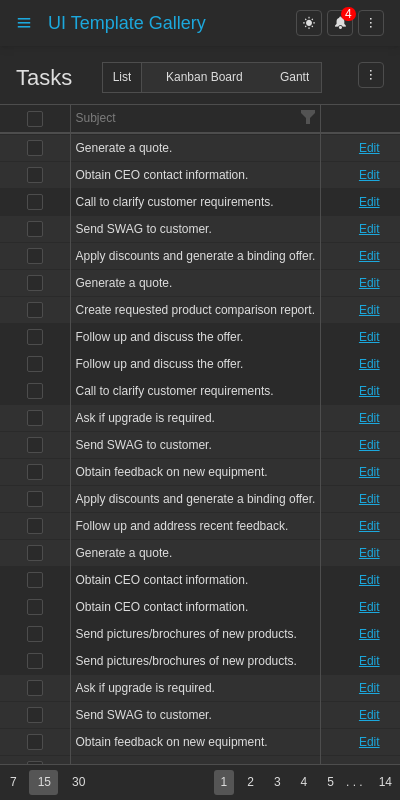 UI Template Gallery
4
Tasks
List Kanban Board Gantt
Subject
Generate a quote. Edit
Obtain CEO contact information. Edit
Call to clarify customer requirements. Edit
Send SWAG to customer. Edit
Apply discounts and generate a binding offer. Edit
Generate a quote. Edit
Create requested product comparison report. Edit
Follow up and discuss the offer. Edit
Follow up and discuss the offer. Edit
Call to clarify customer requirements. Edit
Ask if upgrade is required. Edit
Send SWAG to customer. Edit
Obtain feedback on new equipment. Edit
Apply discounts and generate a binding offer. Edit
Follow up and address recent feedback. Edit
Generate a quote. Edit
Obtain CEO contact information. Edit
Obtain CEO contact information. Edit
Send pictures/brochures of new products. Edit
Send pictures/brochures of new products. Edit
Ask if upgrade is required. Edit
Send SWAG to customer. Edit
Obtain feedback on new equipment. Edit
7 15 30 1 2 3 4 5 . . . 14